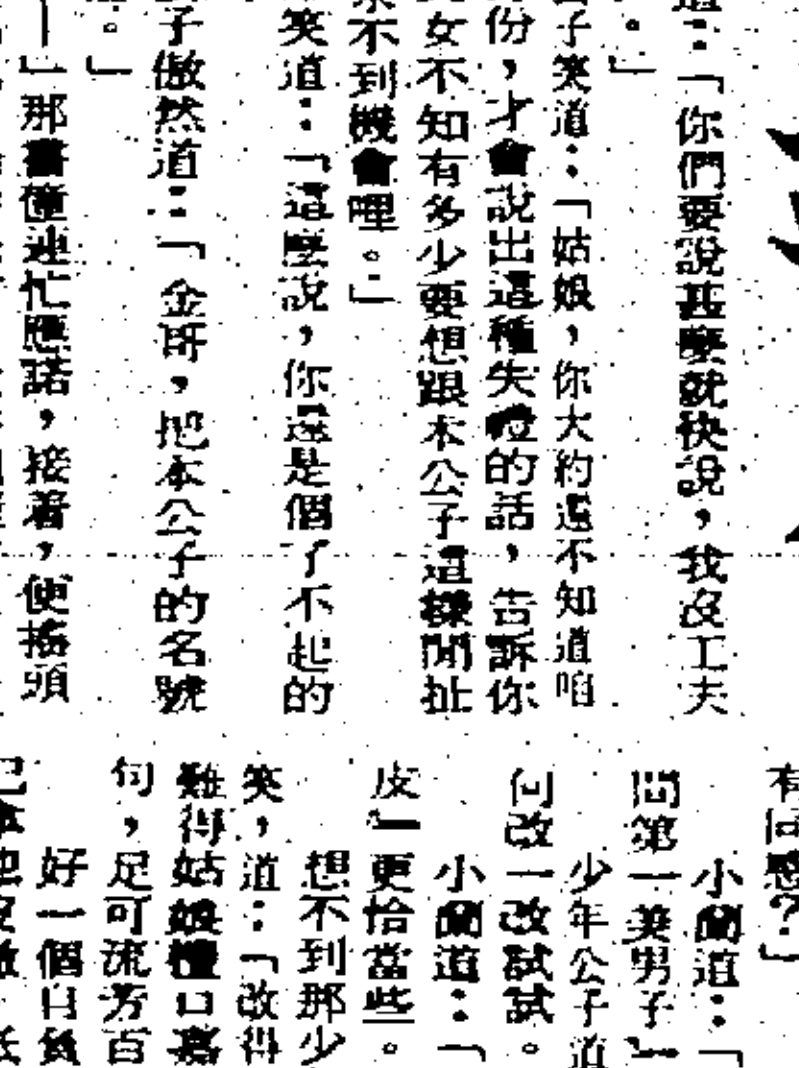 道：「你們要說甚麼就快說，我沒工夫
。」
公子笑道：「姑娘，你大約還不知道咱
份，才會說出這種失禮的話，告訴你
女不知有多少要想跟本公子這樣閒扯
不到機會哩。」
笑道：「這麼說，你還是個了不起的
子傲然道：「金哥，把本公子的名號
。」
—」那書僮連忙應諾，接着，便搖頭
有同感？」
小蘭道：「
問第一美男子』
少年公子道
何改一改試試。
小蘭道：「
皮』更恰當些。
想不到那少
笑，道：「改得
難得姑娘檀口嘉
句，足可流芳百
好一個自負